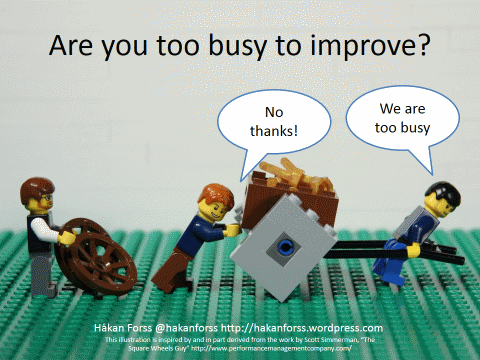 Are you too busy to improve?
No
thanks!
We are
too busy
Håkan Forss @hakanforss http://hakanforss.wordpress.com
This illustration is inspired by and in part derived from the work by Scott Simmerman, "The
Square Wheels Guy" http://www.performancemanagementcompany.com/